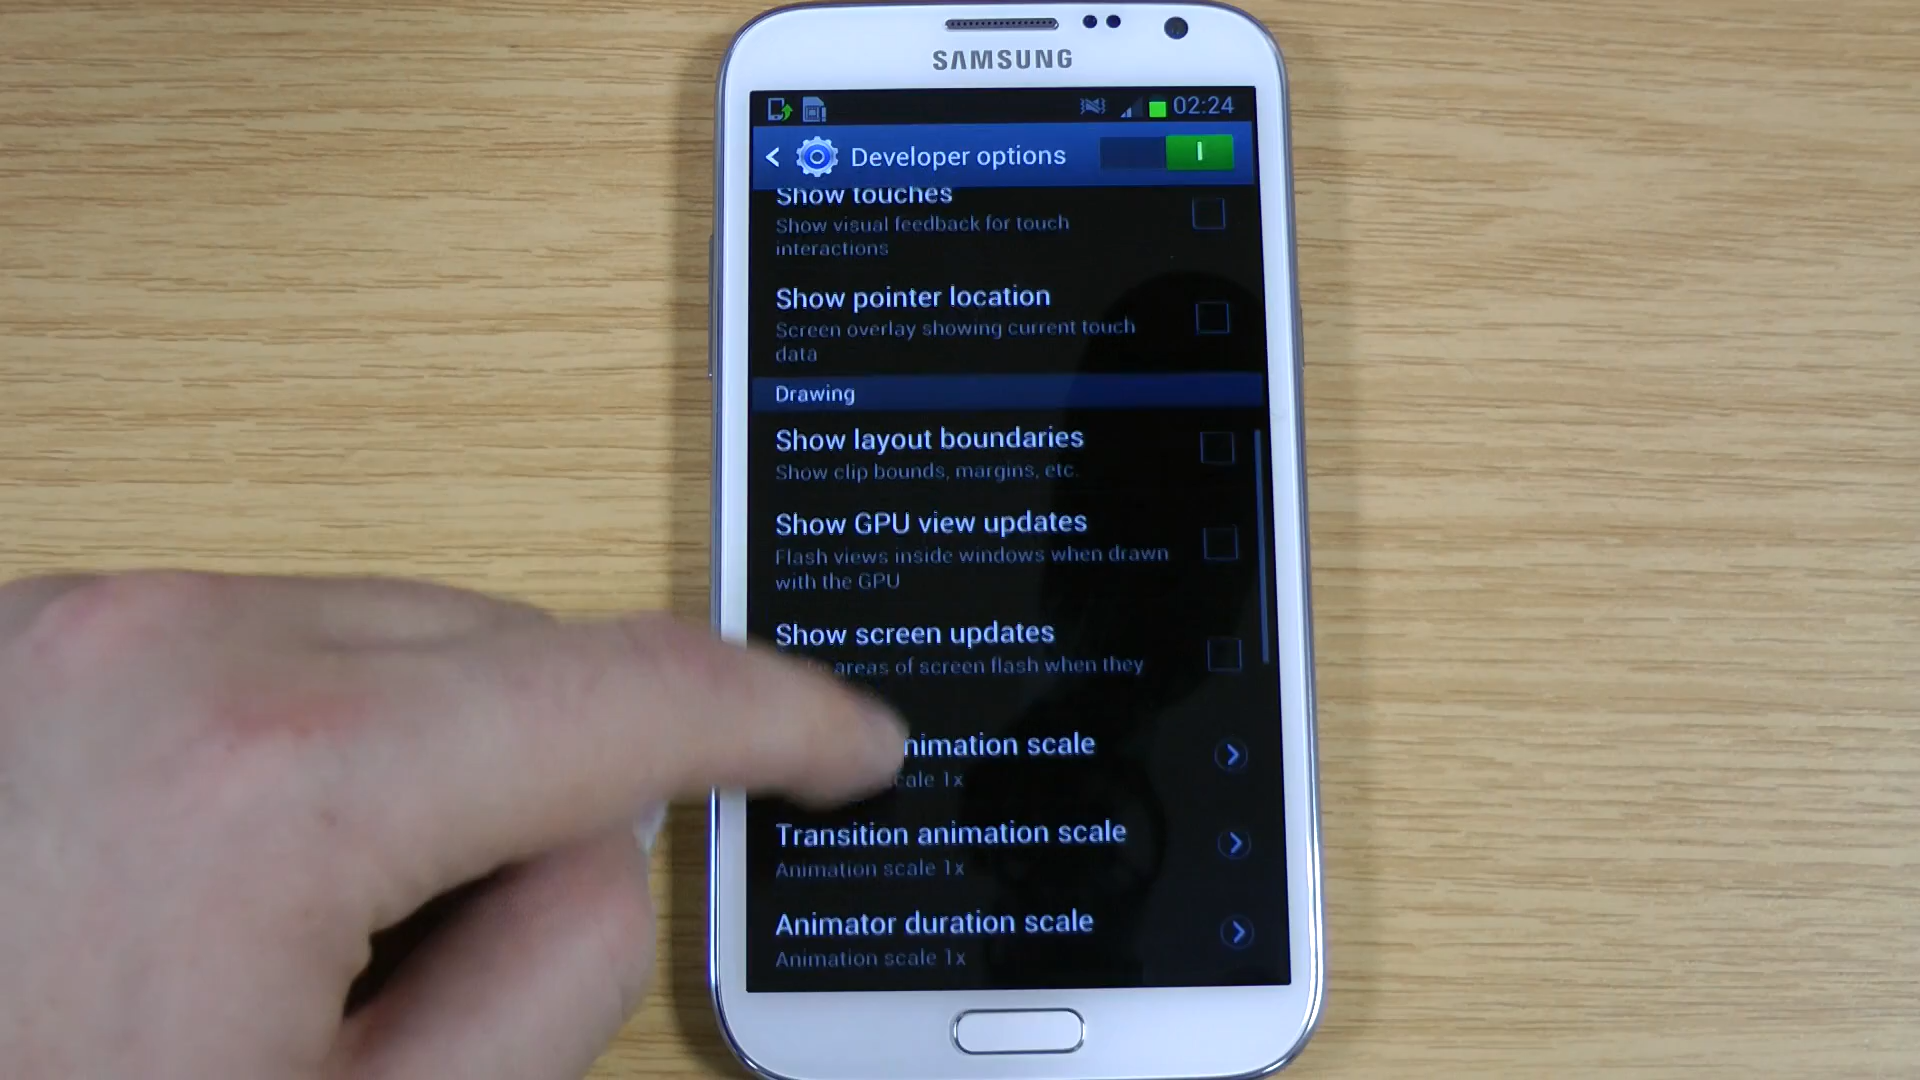 SAMSUNG
02:24
Developer options
Show touches
Show visual feedback for touch
interactions
Show pointer location
Screen overlay showing current touch
data
Drawing
Show layout boundaries
Show clip bounds, margins, etc.
Show GPU view updates
Flash views inside windows when drawn
with the GPU
Show screen updates
areas of screen flash when they
nimation scale
cale 1x
Transition animation scale
Animation scale 1x
Animator duration scale
Animation scale 1x